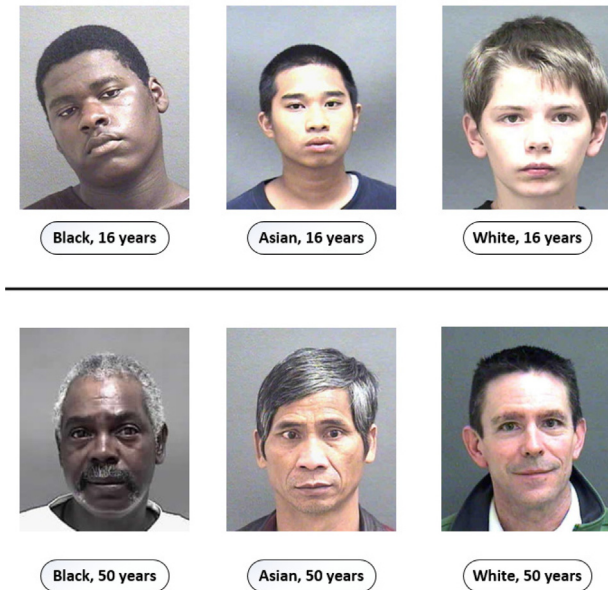 Black, 16 years
Asian, 16 years
White, 16 years
Black, 50 years
Asian, 50 years
White, 50 years